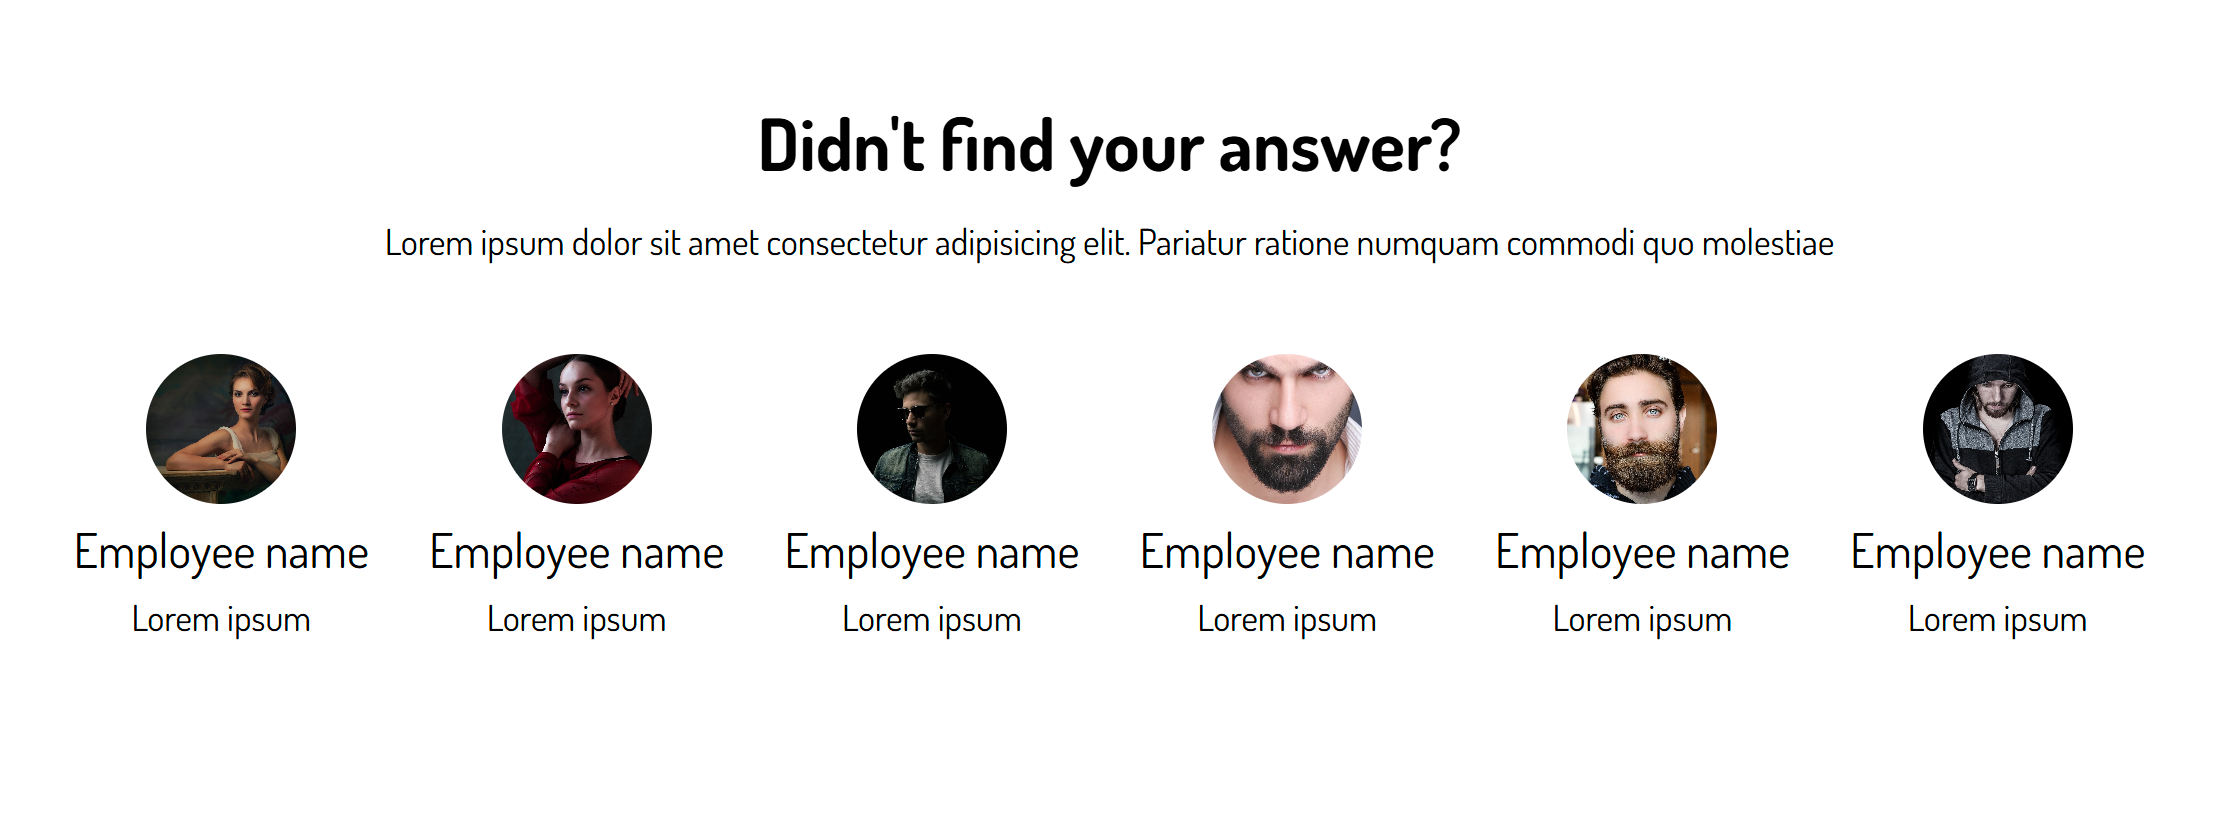 Didn't find your answer?
Lorem ipsum dolor sit amet consectetur adipisicing elit. Pariatur ratione numquam commodi quo molestiae
Employee name Employee name Employee name Employee name Employee name Employee name
Lorem ipsum Lorem ipsum Lorem ipsum Lorem ipsum Lorem ipsum Lorem ipsum